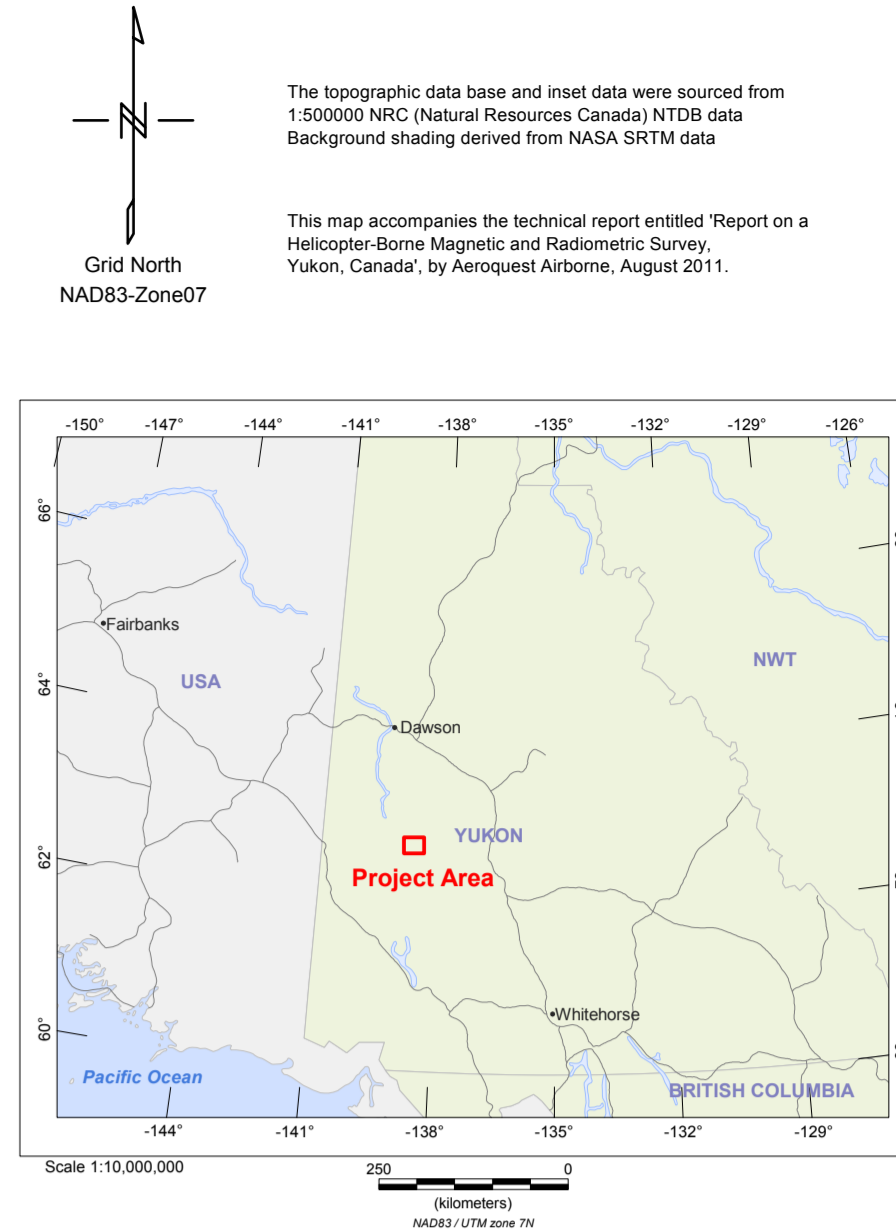 N
The topographic data base and inset data were sourced from
1:500000 NRC (Natural Resources Canada) NTDB data
Background shading derived from NASA SRTM data
This map accompanies the technical report entitled 'Report on a
Helicopter-Borne Magnetic and Radiometric Survey,
Yukon, Canada', by Aeroquest Airborne, August 2011.
Grid North
NAD83-Zone07
-150° -147° -144° -141° -138° -135° -132° -129° -126°
66°
Fairbanks
USA
NWT
64°
Dawson
YUKON
62°
Project Area
Whitehorse
60°
Pacific Ocean
BRITISH COLUMBIA
-144° -141° -138° -135° -132° -129°
Scale 1:10,000,000
250 0
(kilometers)
NAD83 / UTM zone 7N